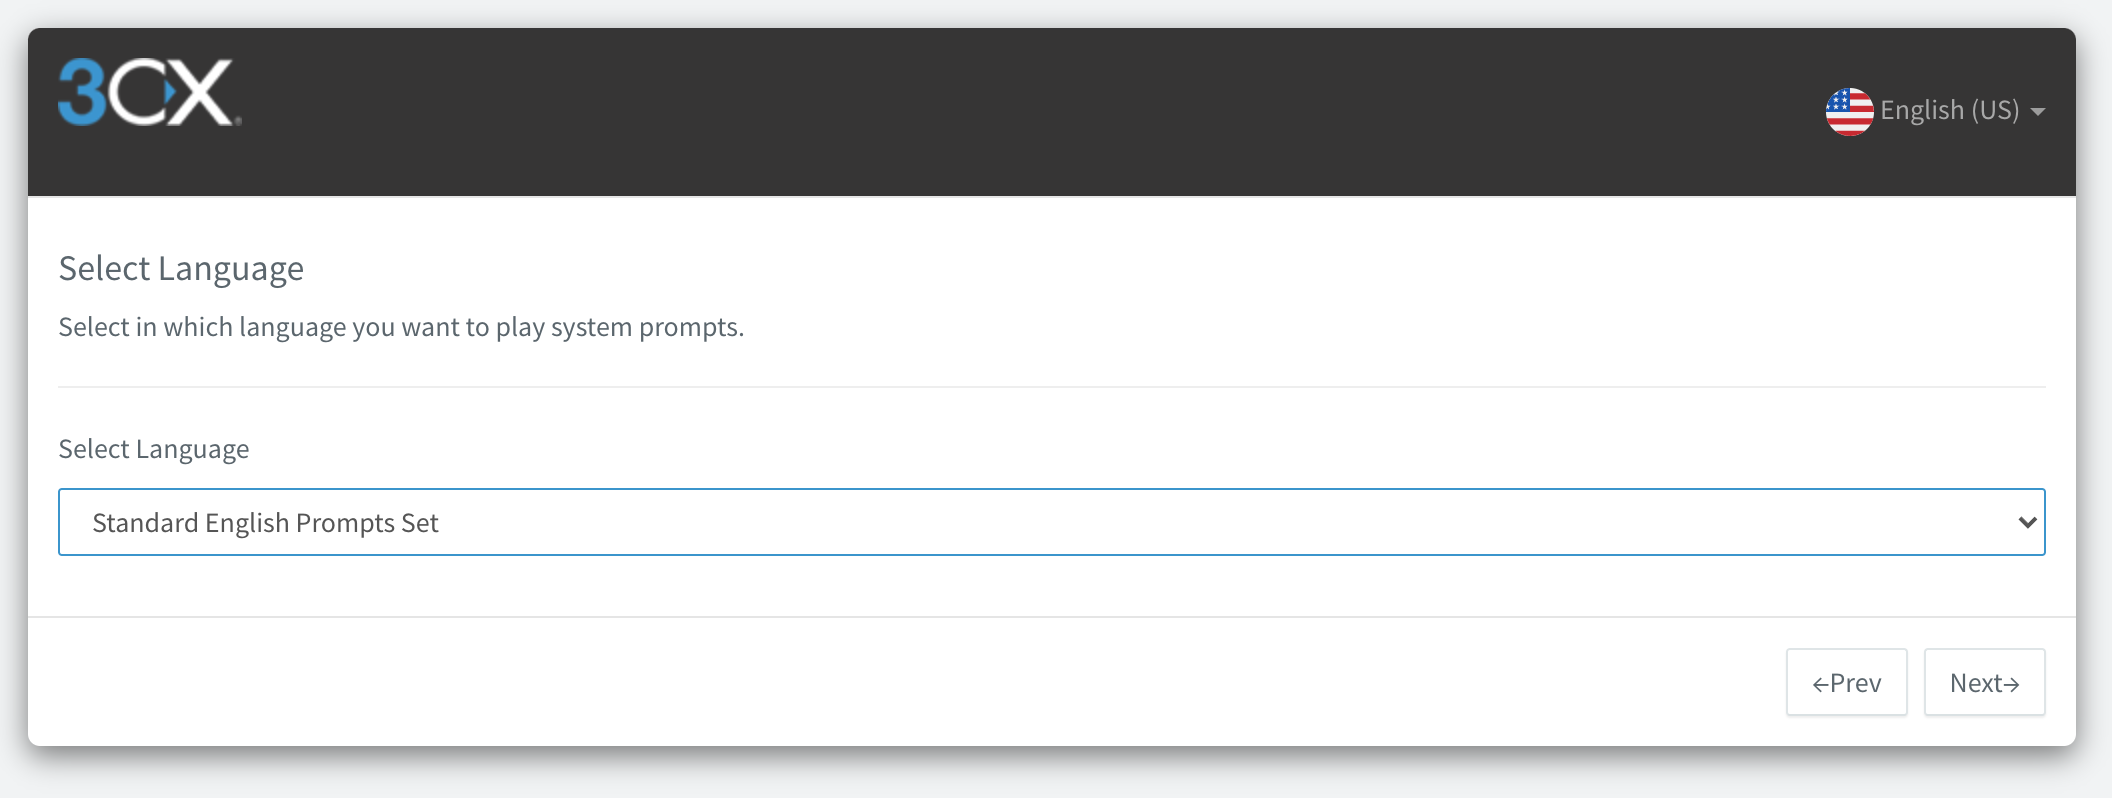 3CX
English (US)
Select Language
Select in which language you want to play system prompts.
Select Language
Standard English Prompts Set
←Prev
Next→